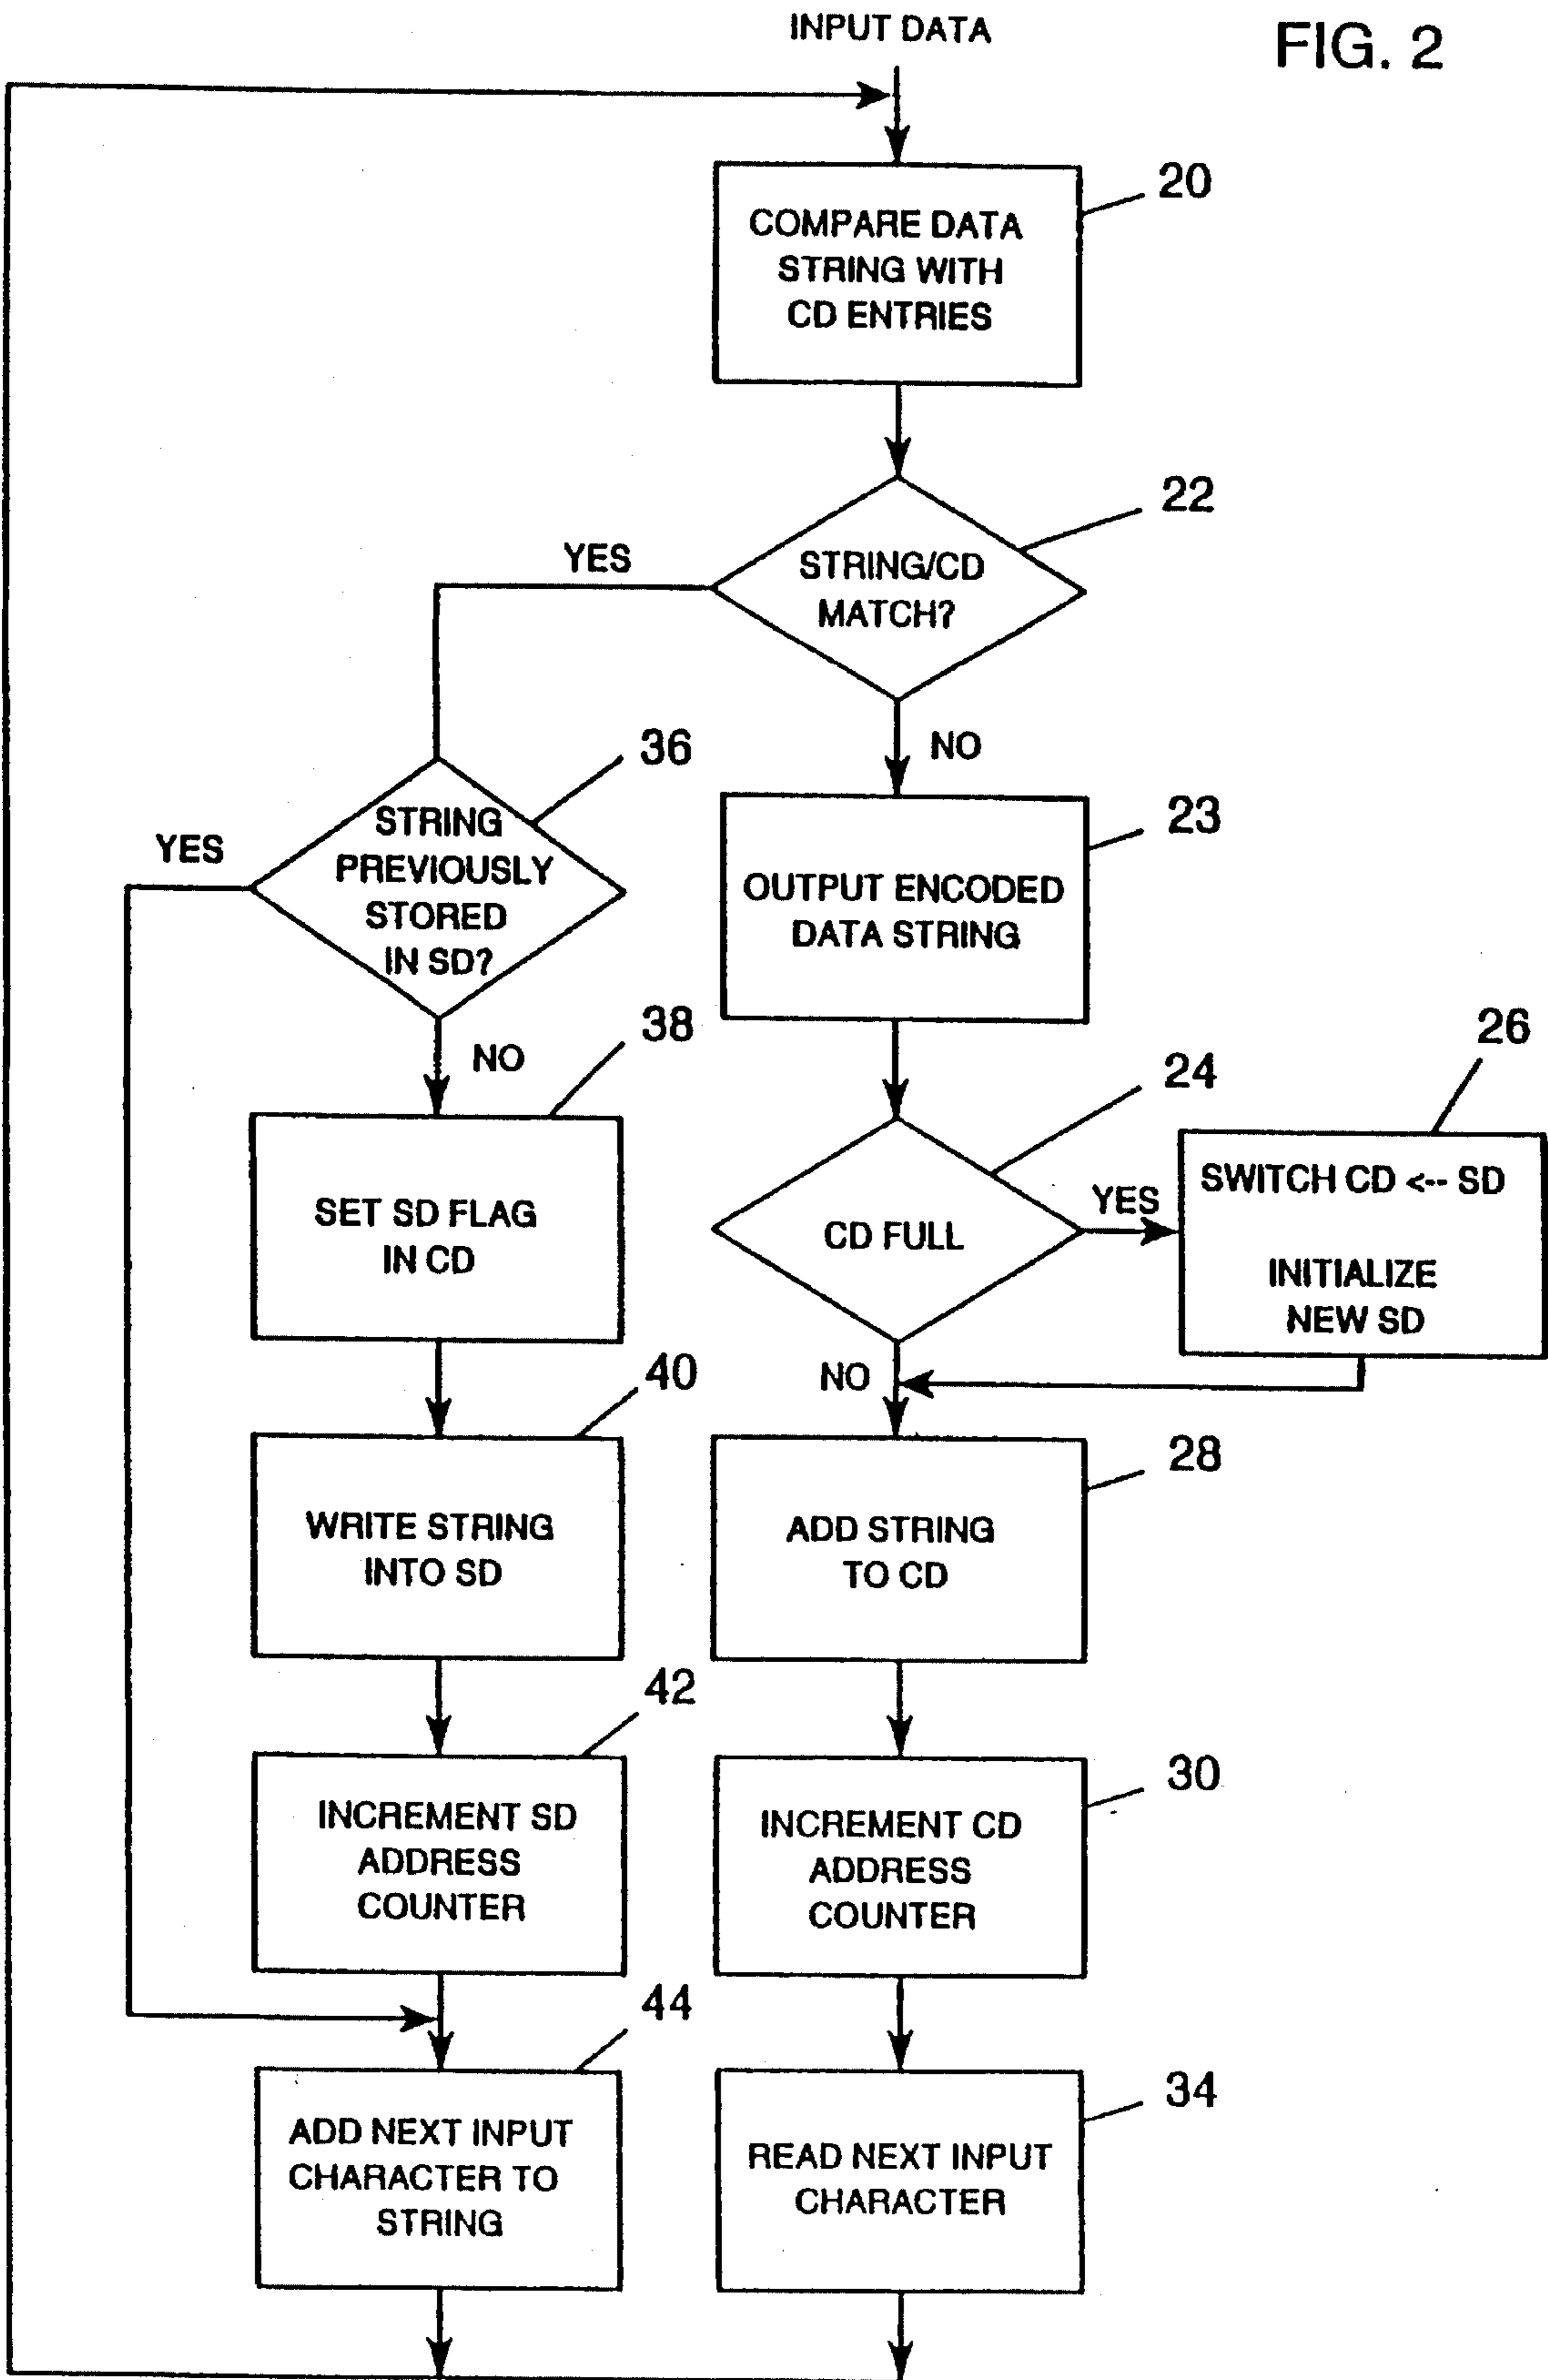 INPUT DATA
FIG. 2
20
COMPARE DATA
STRING WITH
CD ENTRIES
22
STRING/CD
MATCH?
YES
NO
36
STRING
PREVIOUSLY
STORED
IN SD?
YES
NO
23
OUTPUT ENCODED
DATA STRING
38
SET SD FLAG
IN CD
24
CD FULL
YES
NO
26
SWITCH CD <-- SD
INITIALIZE
NEW SD
40
WRITE STRING
INTO SD
28
ADD STRING
TO CD
42
INCREMENT SD
ADDRESS
COUNTER
30
INCREMENT CD
ADDRESS
COUNTER
44
ADD NEXT INPUT
CHARACTER TO
STRING
34
READ NEXT INPUT
CHARACTER